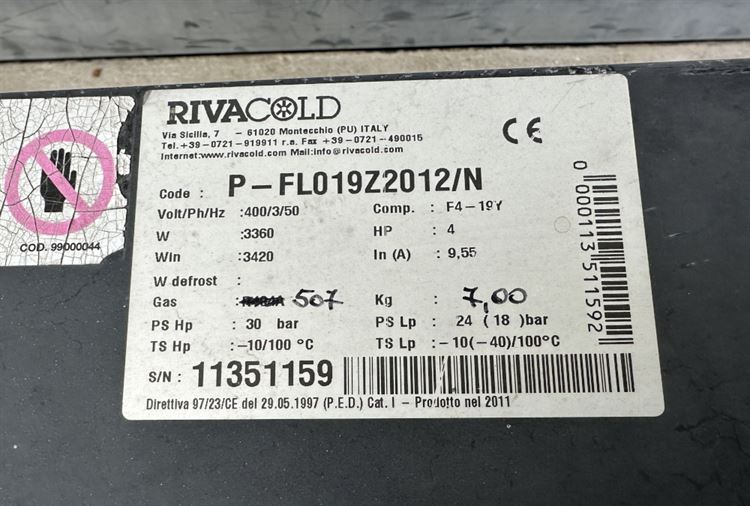 RIVACOLD
Via Sicilia, 7 - 61020 Montecchio (PU) ITALY
Tel.+39-0721-919911 r.a. Fax +39-0721-490015
Internet:www.rivacold.com Mail:info@rivacold.com
CE
Code : P-FL019Z2012/N
Volt/Ph/Hz :400/3/50 Comp. : F4-19Y
W :3360 HP : 4
Win :3420 In (A) : 9,55
W defrost :
Gas : 507 Kg : 7,00
PS Hp : 30 bar PS Lp : 24 (18)bar
TS Hp : -10/100 °C TS Lp : -10(-40)/100°C
S/N : 11351159
Direttiva 97/23/CE del 29.05.1997 (P.E.D.) Cat. I - Prodotto nel 2011
0 000113 511592
COD. 99000044